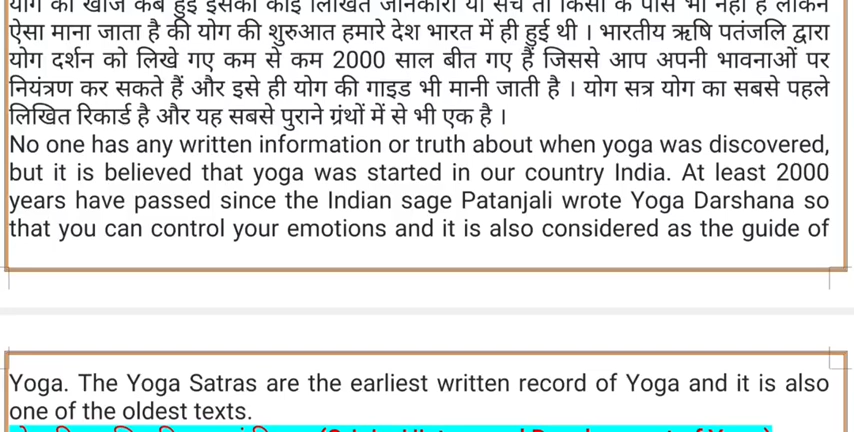 योग की खोज कब हुई इसकी कोई लिखित जानकारी या सच तो किसी के पास भी नहीं है लेकिन
ऐसा माना जाता है की योग की शुरुआत हमारे देश भारत में ही हुई थी । भारतीय ऋषि पतंजलि द्वारा
योग दर्शन को लिखे गए कम से कम 2000 साल बीत गए हैं जिससे आप अपनी भावनाओं पर
नियंत्रण कर सकते हैं और इसे ही योग की गाइड भी मानी जाती है । योग सत्र योग का सबसे पहले
लिखित रिकार्ड है और यह सबसे पुराने ग्रंथों में से भी एक है ।
No one has any written information or truth about when yoga was discovered,
but it is believed that yoga was started in our country India. At least 2000
years have passed since the Indian sage Patanjali wrote Yoga Darshana so
that you can control your emotions and it is also considered as the guide of
Yoga. The Yoga Satras are the earliest written record of Yoga and it is also
one of the oldest texts.